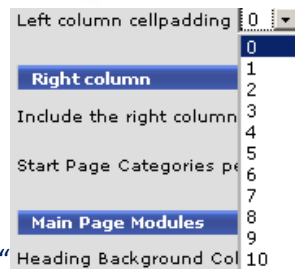 Left column cellpadding 0
0
Right column 1
2
Include the right column 3
4
Start Page Categories pe 5
6
7
Main Page Modules 8
9
“ Heading Background Col 10